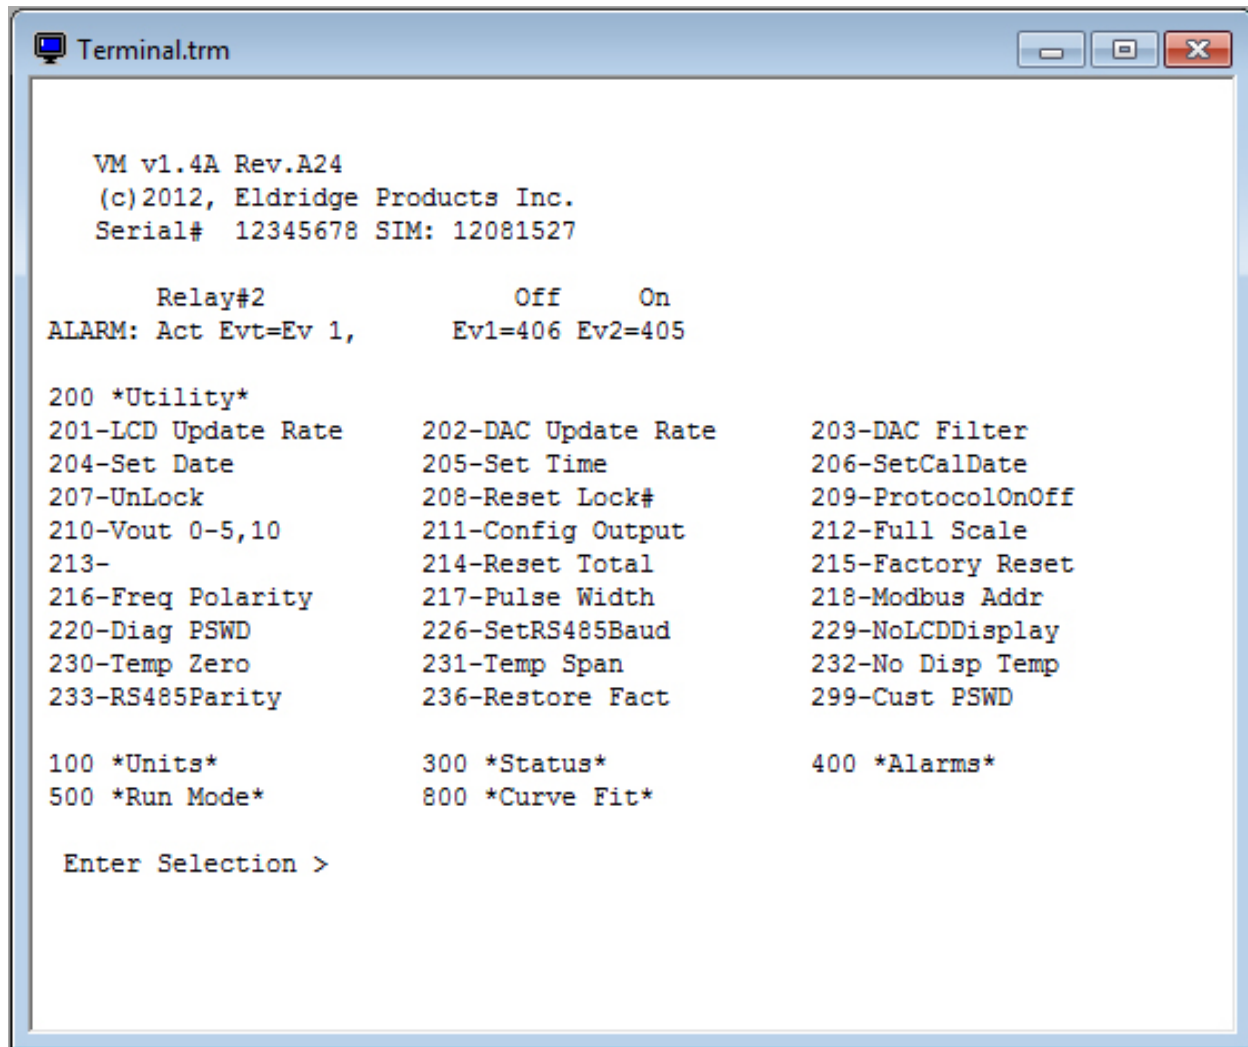 Terminal.trm
VM v1.4A Rev.A24
(c)2012, Eldridge Products Inc.
Serial# 12345678 SIM: 12081527
Relay#2 Off On
ALARM: Act Evt=Ev 1, Ev1=406 Ev2=405
200 *Utility*
201-LCD Update Rate 202-DAC Update Rate 203-DAC Filter
204-Set Date 205-Set Time 206-SetCalDate
207-UnLock 208-Reset Lock# 209-ProtocolOnOff
210-Vout 0-5,10 211-Config Output 212-Full Scale
213- 214-Reset Total 215-Factory Reset
216-Freq Polarity 217-Pulse Width 218-Modbus Addr
220-Diag PSWD 226-SetRS485Baud 229-NoLCDDisplay
230-Temp Zero 231-Temp Span 232-No Disp Temp
233-RS485Parity 236-Restore Fact 299-Cust PSWD
100 *Units* 300 *Status* 400 *Alarms*
500 *Run Mode* 800 *Curve Fit*
Enter Selection >